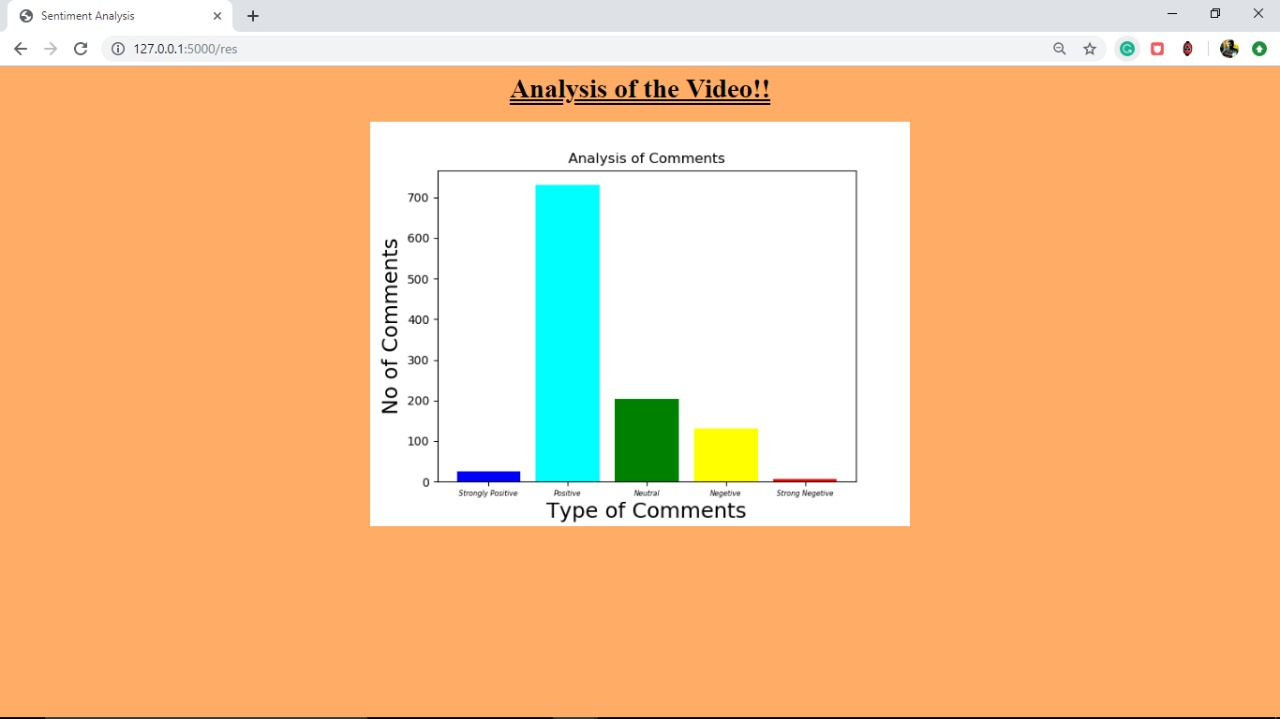 Sentiment Analysis
127.0.0.1:5000/res
Analysis of the Video!!
Analysis of Comments
No of Comments
700
600
500
400
300
200
100
0
Strongly Positive Positive Neutral Negetive Strong Negetive
Type of Comments